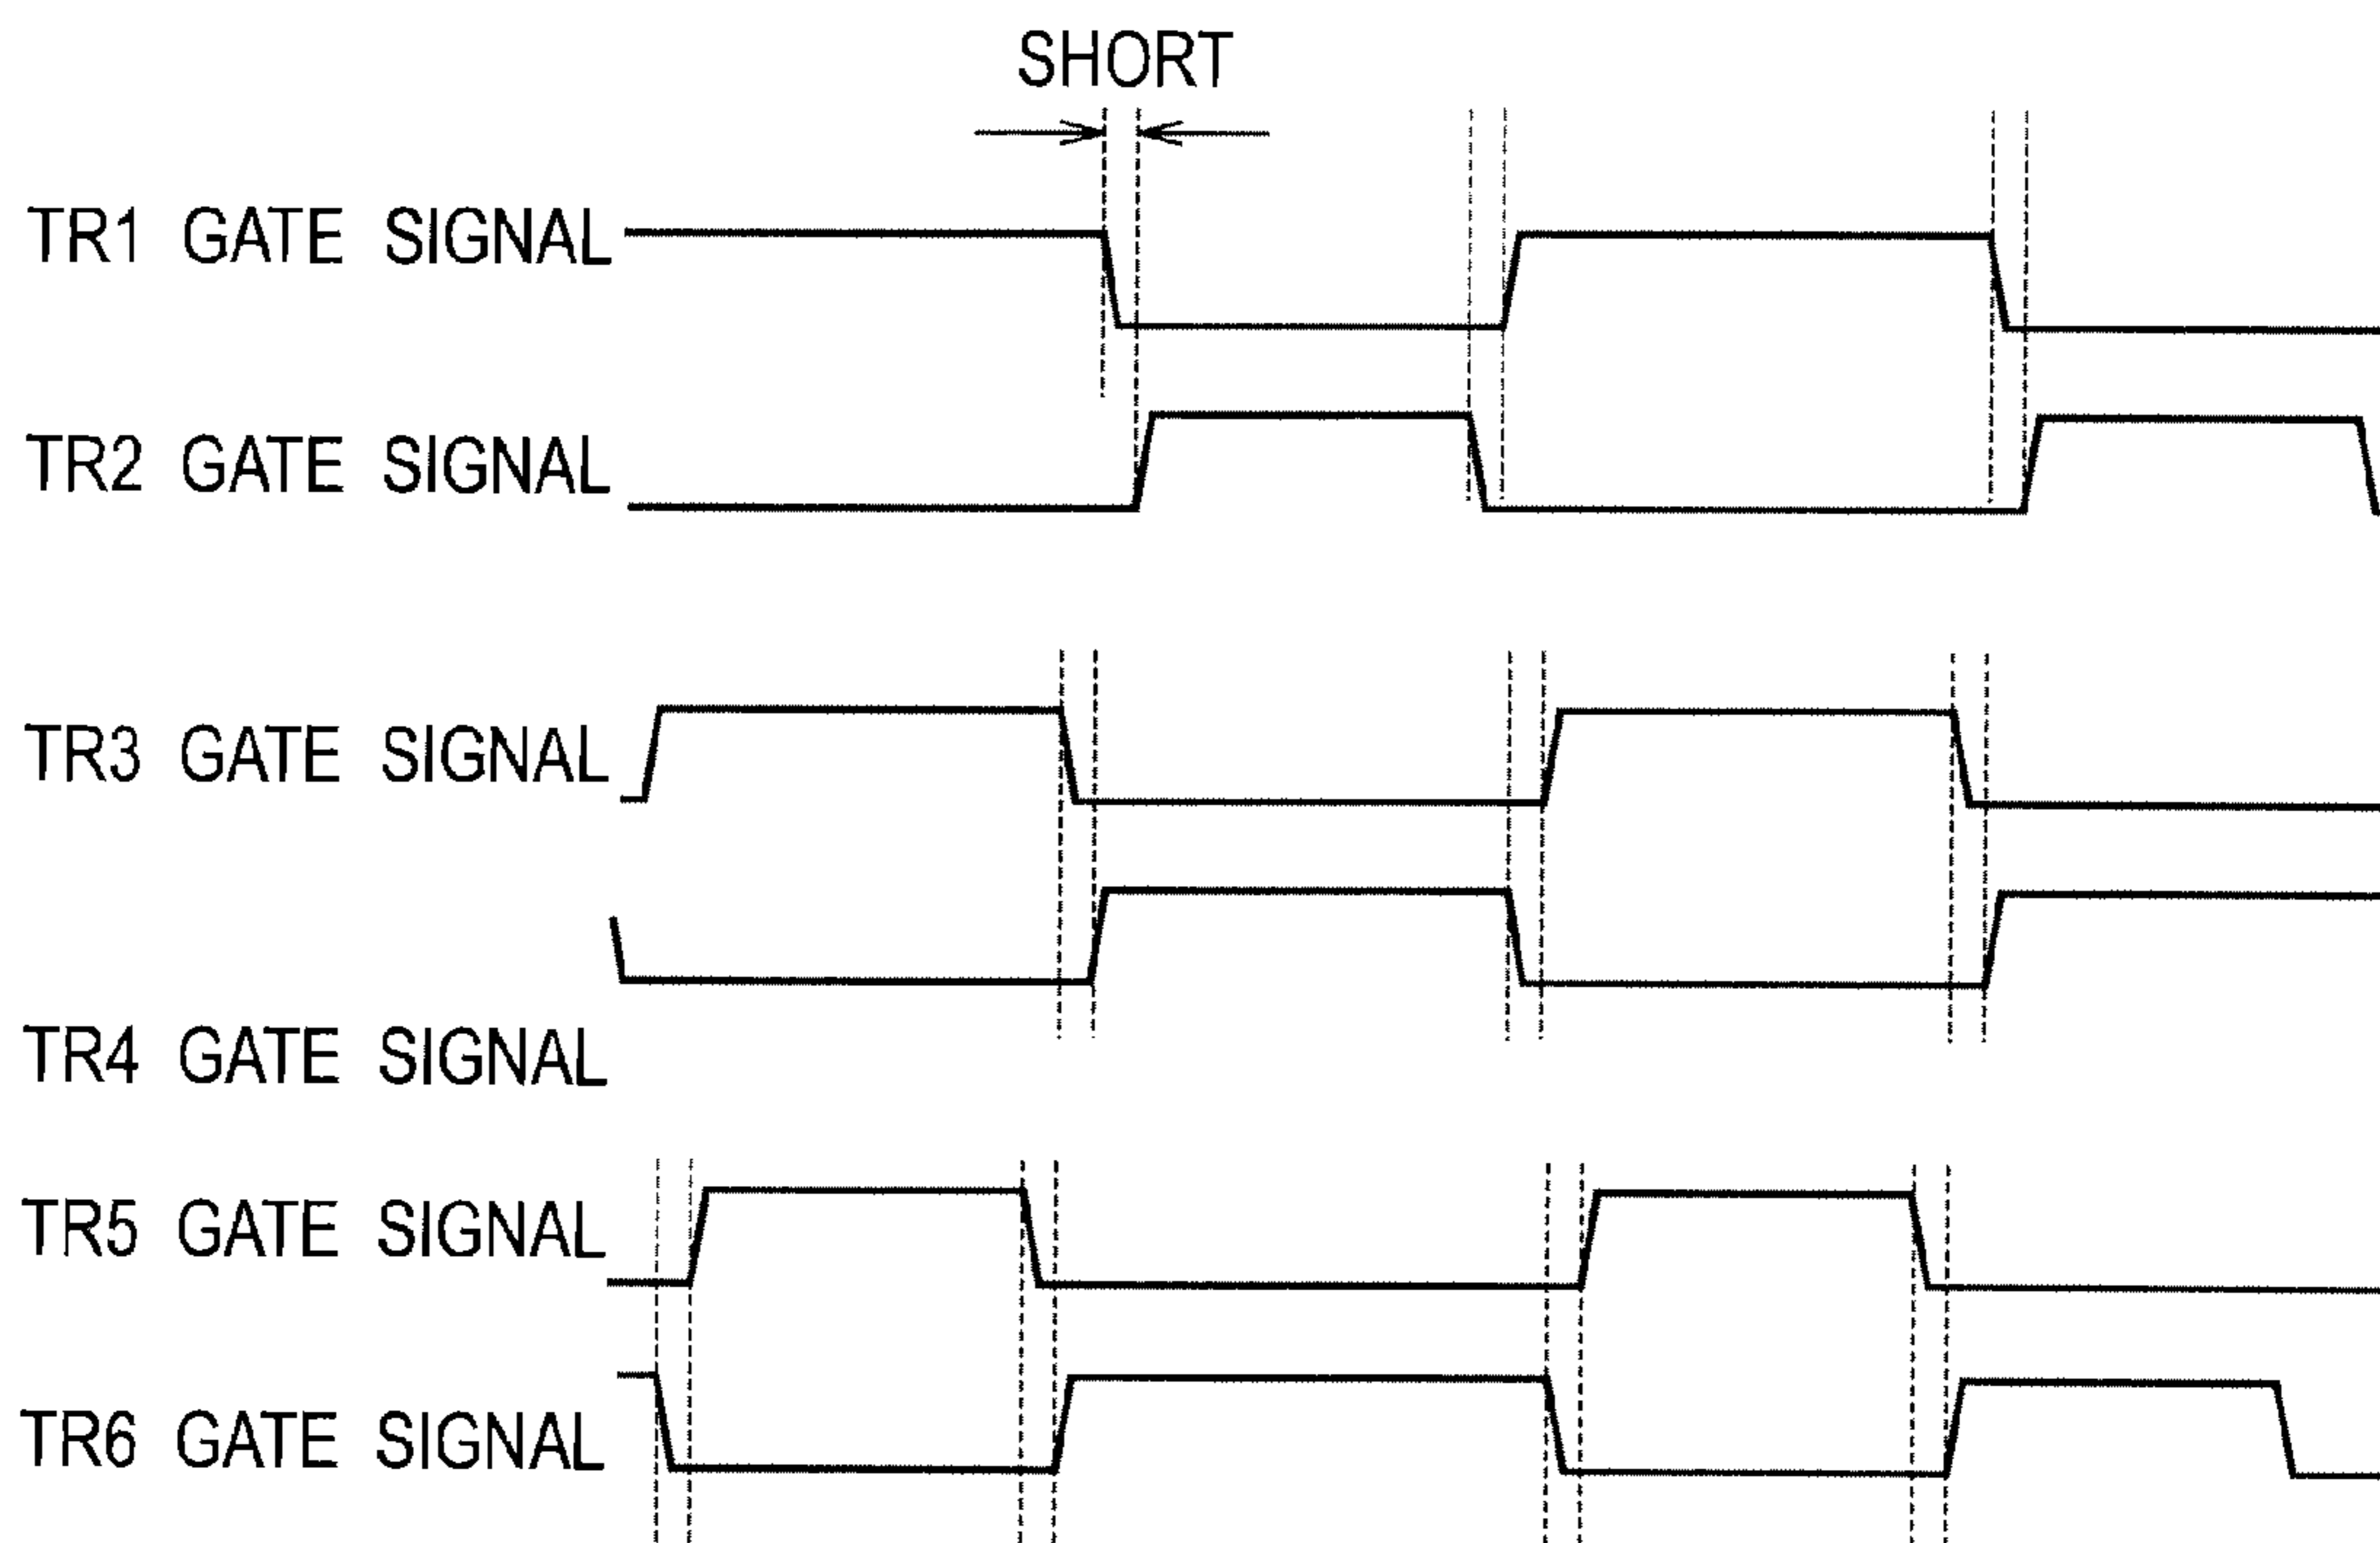 SHORT
TR1 GATE SIGNAL
TR2 GATE SIGNAL
TR3 GATE SIGNAL
TR4 GATE SIGNAL
TR5 GATE SIGNAL
TR6 GATE SIGNAL